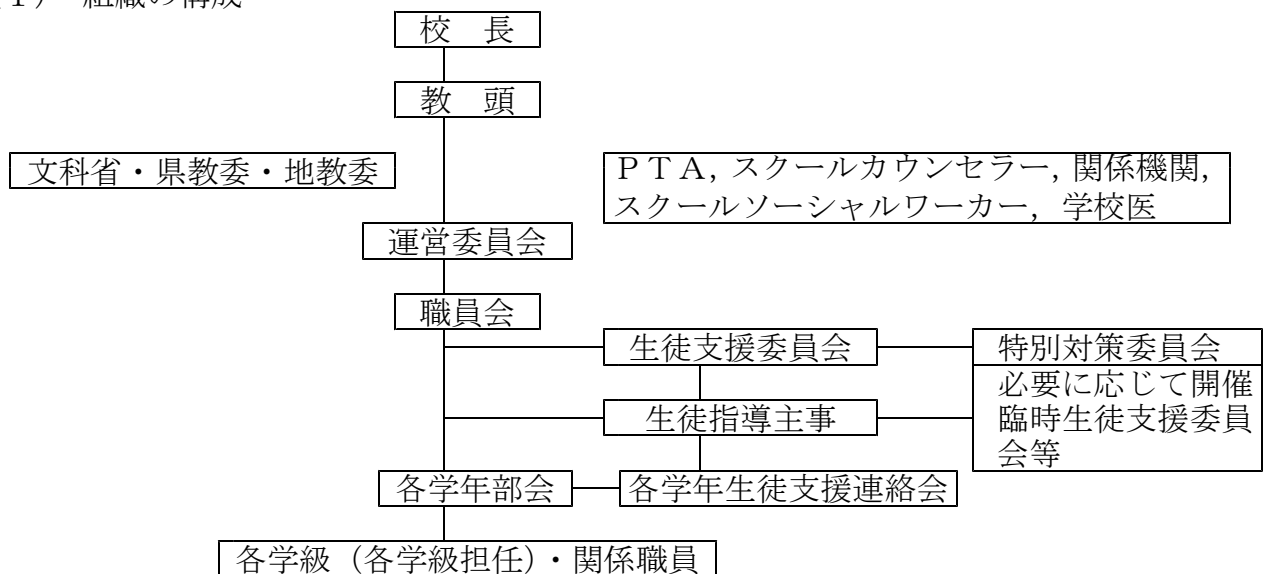 （１） 組織の構成
校　長
教　頭
文科省・県教委・地教委
ＰＴＡ, スクールカウンセラー, 関係機関,
スクールソーシャルワーカー, 学校医
運営委員会
職員会
生徒支援委員会
特別対策委員会
必要に応じて開催
臨時生徒支援委員
会等
生徒指導主事
各学年部会
各学年生徒支援連絡会
各学級（各学級担任）・関係職員